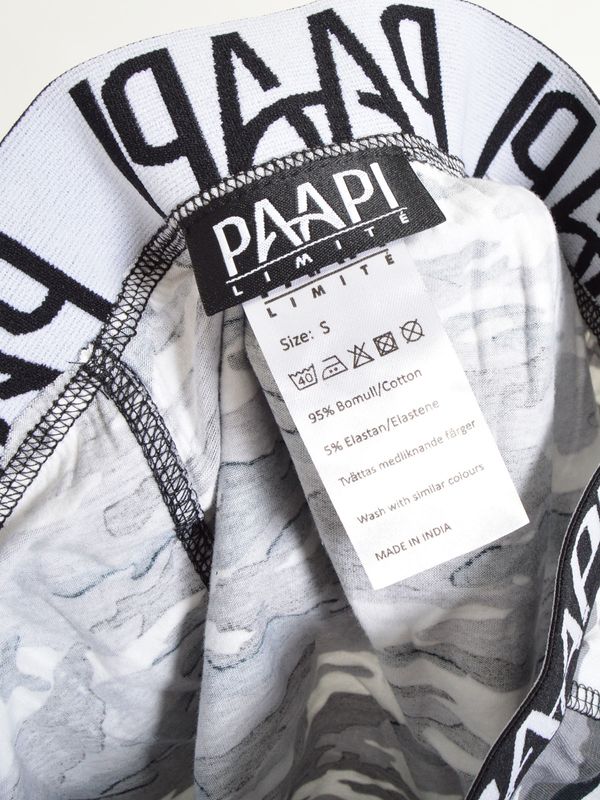 PAAPI
PAAPI
LIMITÉ
LIMITÉ
Size: S
40
95% Bomull/Cotton
5% Elastan/Elastene
Tvättas medliknande färger
Wash with similar colours
MADE IN INDIA
PAAPI